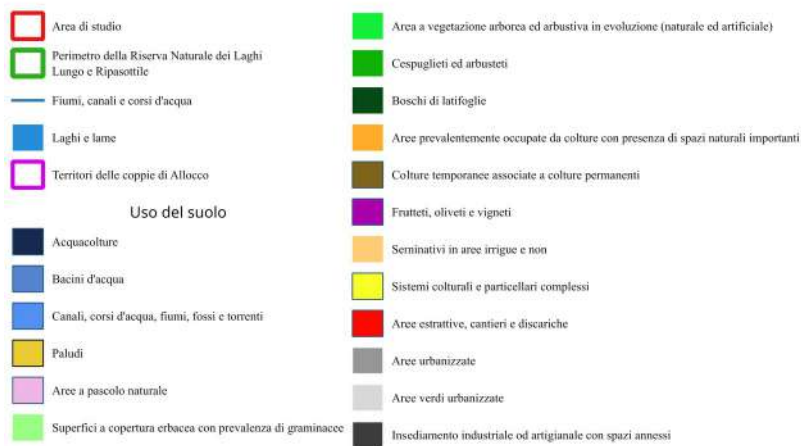 Area di studio
Perimetro della Riserva Naturale dei Laghi
Lungo e Ripasottile
Fiumi, canali e corsi d'acqua
Laghi e lame
Territori delle coppie di Allocco
Uso del suolo
Acquacolture
Bacini d'acqua
Canali, corsi d'acqua, fiumi, fossi e torrenti
Paludi
Aree a pascolo naturale
Superfici a copertura erbacea con prevalenza di graminacee
Area a vegetazione arborea ed arbustiva in evoluzione (naturale ed artificiale)
Cespuglieti ed arbusteti
Boschi di latifoglie
Aree prevalentemente occupate da colture con presenza di spazi naturali importanti
Colture temporanee associate a colture permanenti
Frutteti, oliveti e vigneti
Seminativi in aree irrigue e non
Sistemi colturali e particellari complessi
Aree estrattive, cantieri e discariche
Aree urbanizzate
Aree verdi urbanizzate
Insediamento industriale od artigianale con spazi annessi